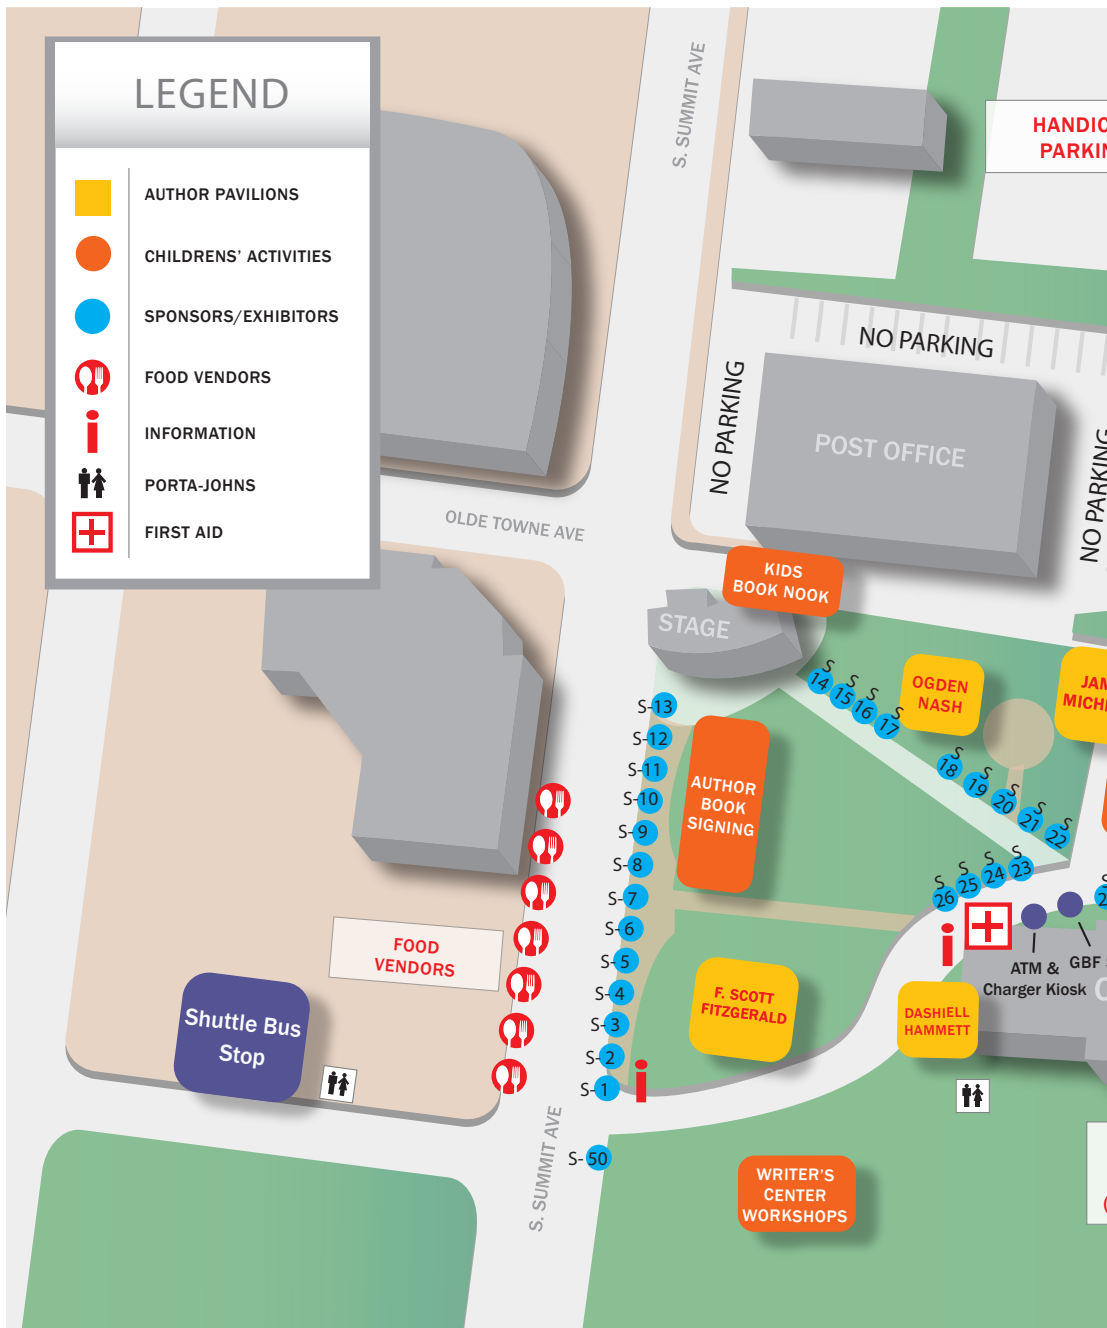 LEGEND
AUTHOR PAVILIONS
CHILDRENS' ACTIVITIES
SPONSORS/EXHIBITORS
FOOD VENDORS
INFORMATION
PORTA-JOHNS
FIRST AID
S. SUMMIT AVE
HANDIC
PARKIN
NO PARKING
NO PARKING
NO PARKING
POST OFFICE
OLDE TOWNE AVE
KIDS
BOOK NOOK
STAGE
OGDEN
NASH
JAM
MICH
S-13
S-12
S-11
S-10
S-9
S-8
S-7
S-6
S-5
S-4
S-3
S-2
S-1
S-50
S 14
S 15
S 16
S 17
S 18
S 19
S 20
S 21
S 22
S 23
S 24
S 25
S 26
S 2
AUTHOR
BOOK
SIGNING
FOOD
VENDORS
Shuttle Bus
Stop
F. SCOTT
FITZGERALD
DASHIELL
HAMMETT
ATM &
Charger Kiosk
GBF
C
WRITER'S
CENTER
WORKSHOPS
S. SUMMIT AVE